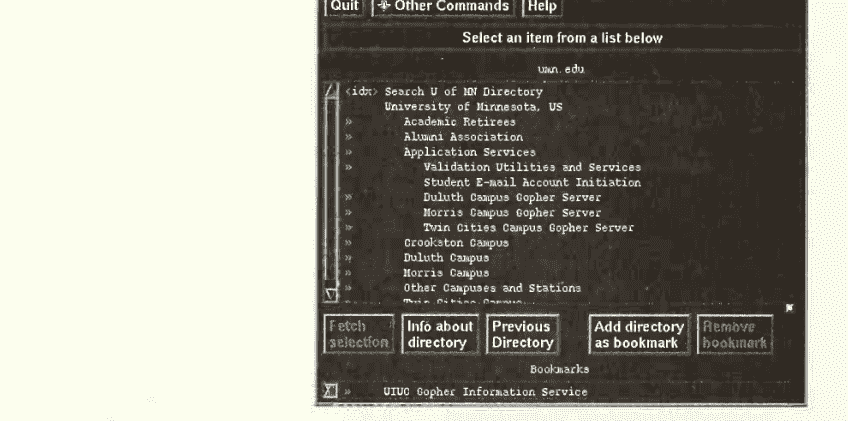 Quit Other Commands Help
Select an item from a list below
umn.edu
<idx> Search U of MN Directory
University of Minnesota, US
» Academic Retirees
» Alumni Association
» Application Services
» Validation Utilities and Services
Student E-mail Account Initiation
» Duluth Campus Gopher Server
» Morris Campus Gopher Server
» Twin Cities Campus Gopher Server
» Crookston Campus
» Duluth Campus
» Morris Campus
» Other Campuses and Stations
» Twin Cities Campus
Fetch selection Info about directory Previous Directory Add directory as bookmark Remove bookmark
Bookmarks
» UIUC Gopher Information Service